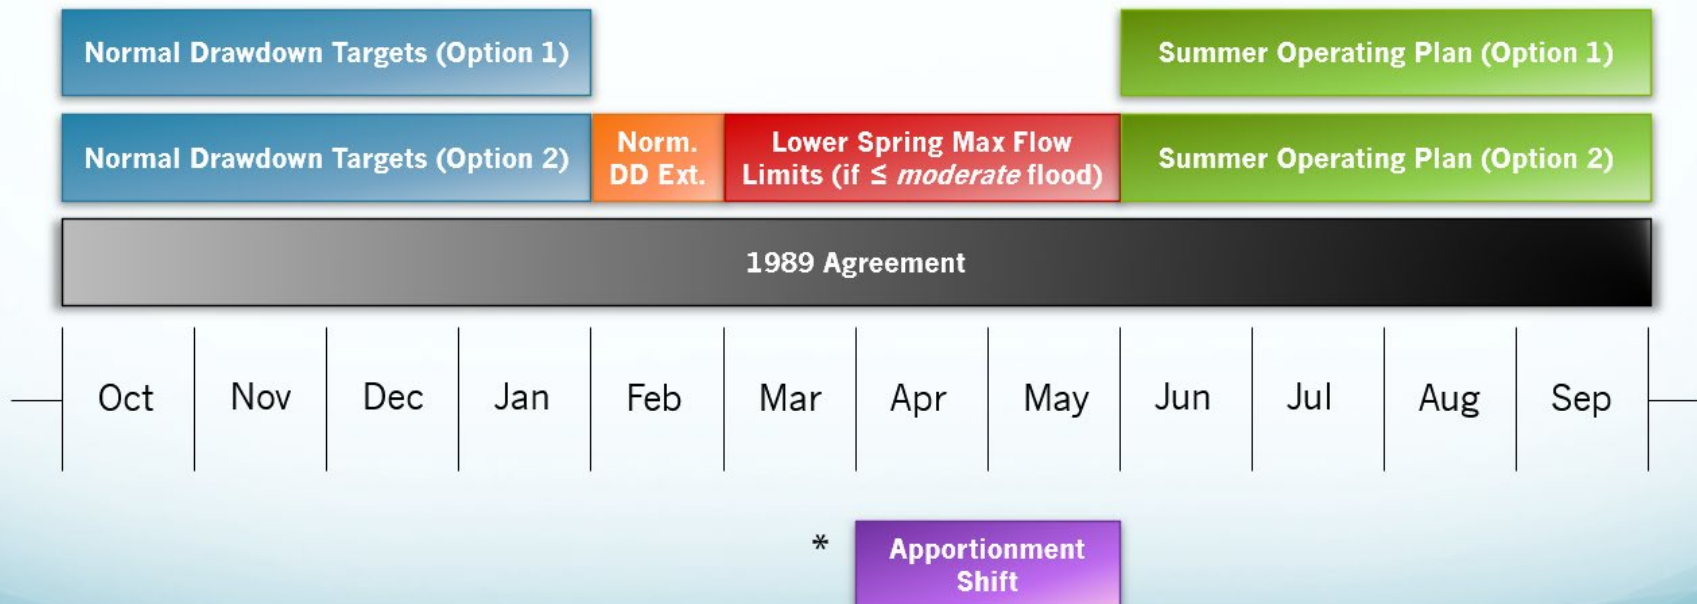 Normal Drawdown Targets (Option 1)
Summer Operating Plan (Option 1)
Normal Drawdown Targets (Option 2)
Norm.
DD Ext.
Lower Spring Max Flow
Limits (if ≤ moderate flood)
Summer Operating Plan (Option 2)
1989 Agreement
Oct Nov Dec Jan Feb Mar Apr May Jun Jul Aug Sep
* Apportionment
Shift